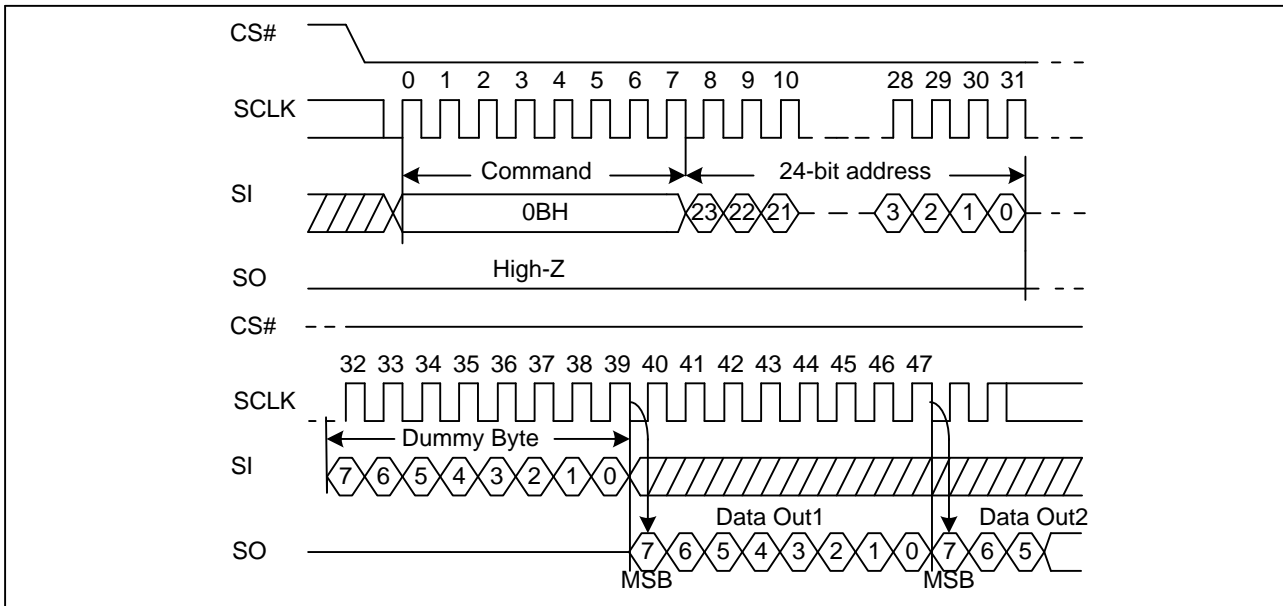 CS#
0 1 2 3 4 5 6 7 8 9 10 28 29 30 31
SCLK
Command 24-bit address
SI
0BH 23 22 21 3 2 1 0
High-Z
SO
CS#
32 33 34 35 36 37 38 39 40 41 42 43 44 45 46 47
SCLK
Dummy Byte
SI
7 6 5 4 3 2 1 0
Data Out1 Data Out2
SO
7 6 5 4 3 2 1 0 7 6 5
MSB MSB